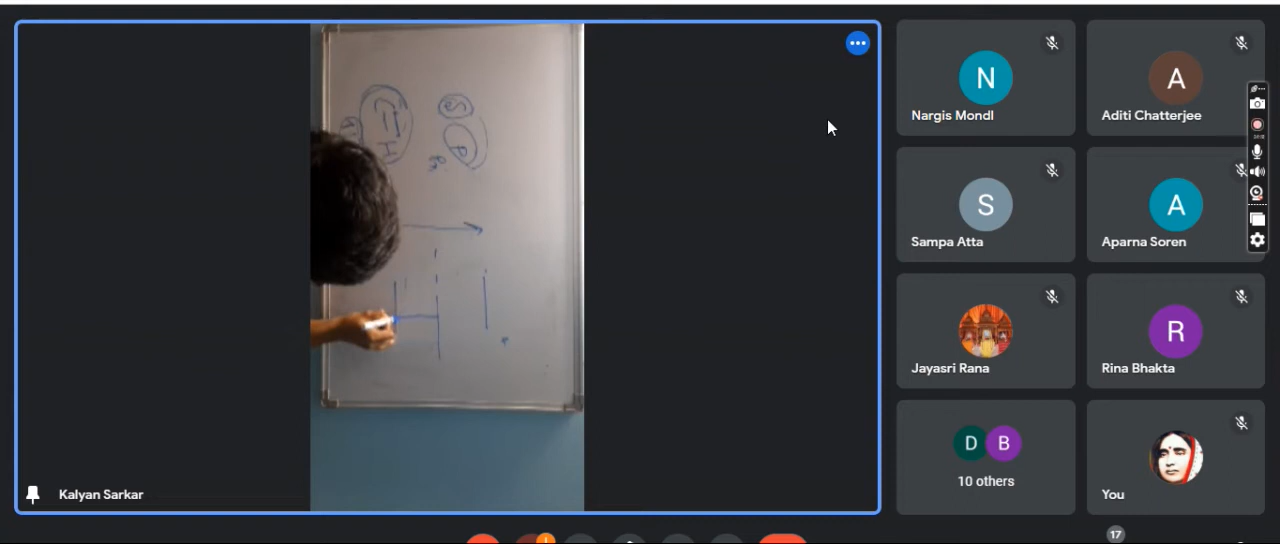 Kalyan Sarkar
N
Nargis Mondl
A
Aditi Chatterjee
S
Sampa Atta
A
Aparna Soren
Jayasri Rana
R
Rina Bhakta
D B
10 others
You
17
S
P